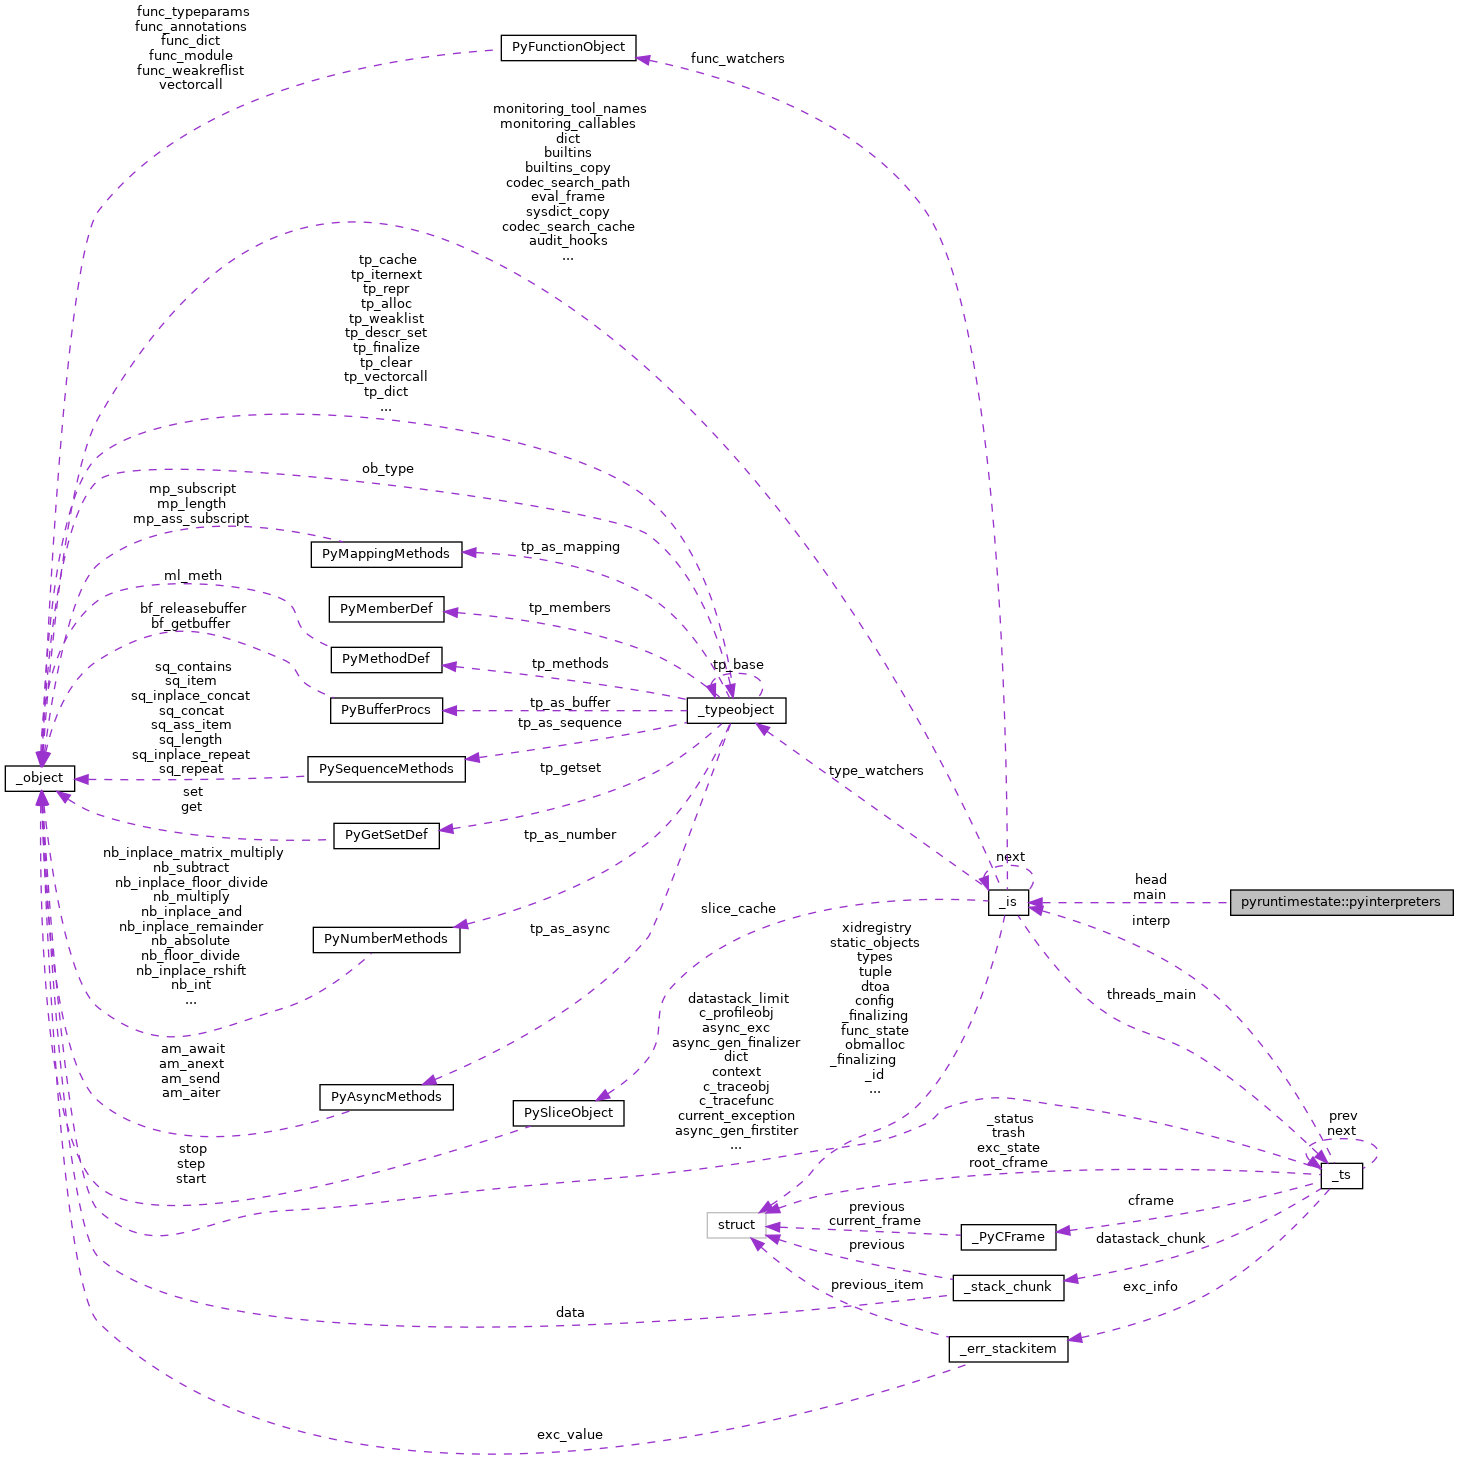 func_typeparams
func_annotations
func_dict
func_module
func_weakreflist
vectorcall
PyFunctionObject
func_watchers
monitoring_tool_names
monitoring_callables
dict
builtins
builtins_copy
codec_search_path
eval_frame
sysdict_copy
codec_search_cache
audit_hooks
...
tp_cache
tp_iternext
tp_repr
tp_alloc
tp_weaklist
tp_descr_set
tp_finalize
tp_clear
tp_vectorcall
tp_dict
...
ob_type
mp_subscript
mp_length
mp_ass_subscript
PyMappingMethods
tp_as_mapping
ml_meth
PyMemberDef
tp_members
bf_releasebuffer
bf_getbuffer
PyMethodDef
tp_methods
tp_base
sq_contains
sq_item
sq_inplace_concat
sq_concat
sq_ass_item
sq_length
sq_inplace_repeat
sq_repeat
PyBufferProcs
tp_as_buffer
_typeobject
tp_as_sequence
PySequenceMethods
_object
tp_getset
type_watchers
set
get
PyGetSetDef
tp_as_number
nb_inplace_matrix_multiply
nb_subtract
nb_inplace_floor_divide
nb_multiply
nb_inplace_and
nb_inplace_remainder
nb_absolute
nb_floor_divide
nb_inplace_rshift
nb_int
...
PyNumberMethods
tp_as_async
next
_is
head
main
pyruntimestate::pyinterpreters
interp
slice_cache
xidregistry
static_objects
types
tuple
dtoa
config
_finalizing
func_state
obmalloc
_finalizing
_id
...
threads_main
datastack_limit
c_profileobj
async_exc
async_gen_finalizer
dict
context
c_traceobj
c_tracefunc
current_exception
async_gen_firstiter
...
am_await
am_anext
am_send
am_aiter
PyAsyncMethods
PySliceObject
stop
step
start
_status
trash
exc_state
root_cframe
prev
next
_ts
struct
previous
current_frame
_PyCFrame
cframe
previous
datastack_chunk
_stack_chunk
previous_item
exc_info
data
_err_stackitem
exc_value